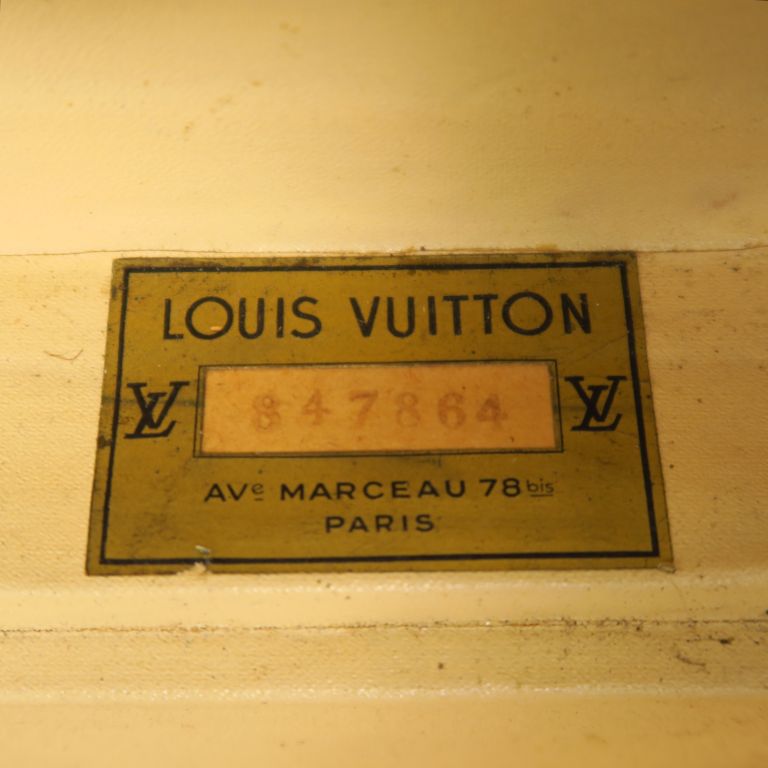 LOUIS VUITTON
LV 847864 LV
AVe MARCEAU 78bis
PARIS